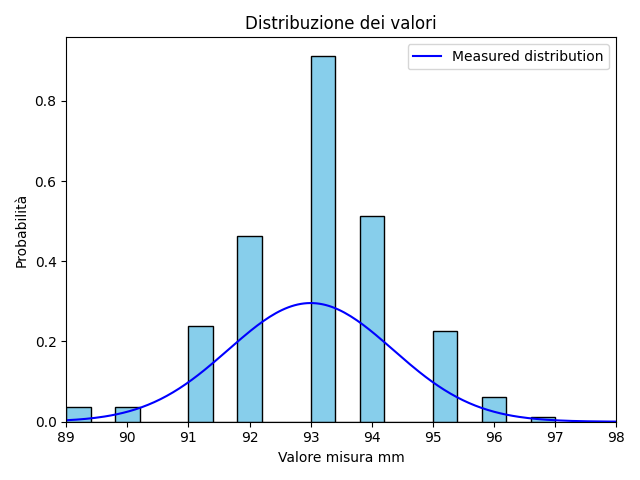 Distribuzione dei valori
Measured distribution
Probabilità
0.8
0.6
0.4
0.2
0.0
89 90 91 92 93 94 95 96 97 98
Valore misura mm